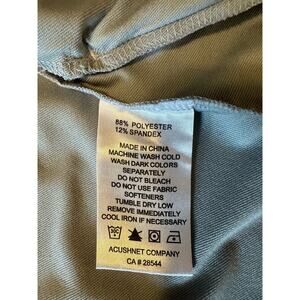 88% POLYESTER
12% SPANDEX
MADE IN CHINA
MACHINE WASH COLD
WASH DARK COLORS
SEPARATELY
DO NOT BLEACH
DO NOT USE FABRIC
SOFTENERS
TUMBLE DRY LOW
REMOVE IMMEDIATELY
COOL IRON IF NECESSARY
ACUSHNET COMPANY
CA # 28544